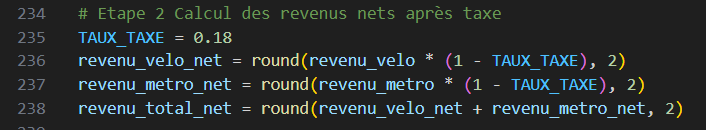 234 # Etape 2 Calcul des revenus nets après taxe
235 TAUX_TAXE = 0.18
236 revenu_velo_net = round(revenu_velo * (1 - TAUX_TAXE), 2)
237 revenu_metro_net = round(revenu_metro * (1 - TAUX_TAXE), 2)
238 revenu_total_net = round(revenu_velo_net + revenu_metro_net, 2)